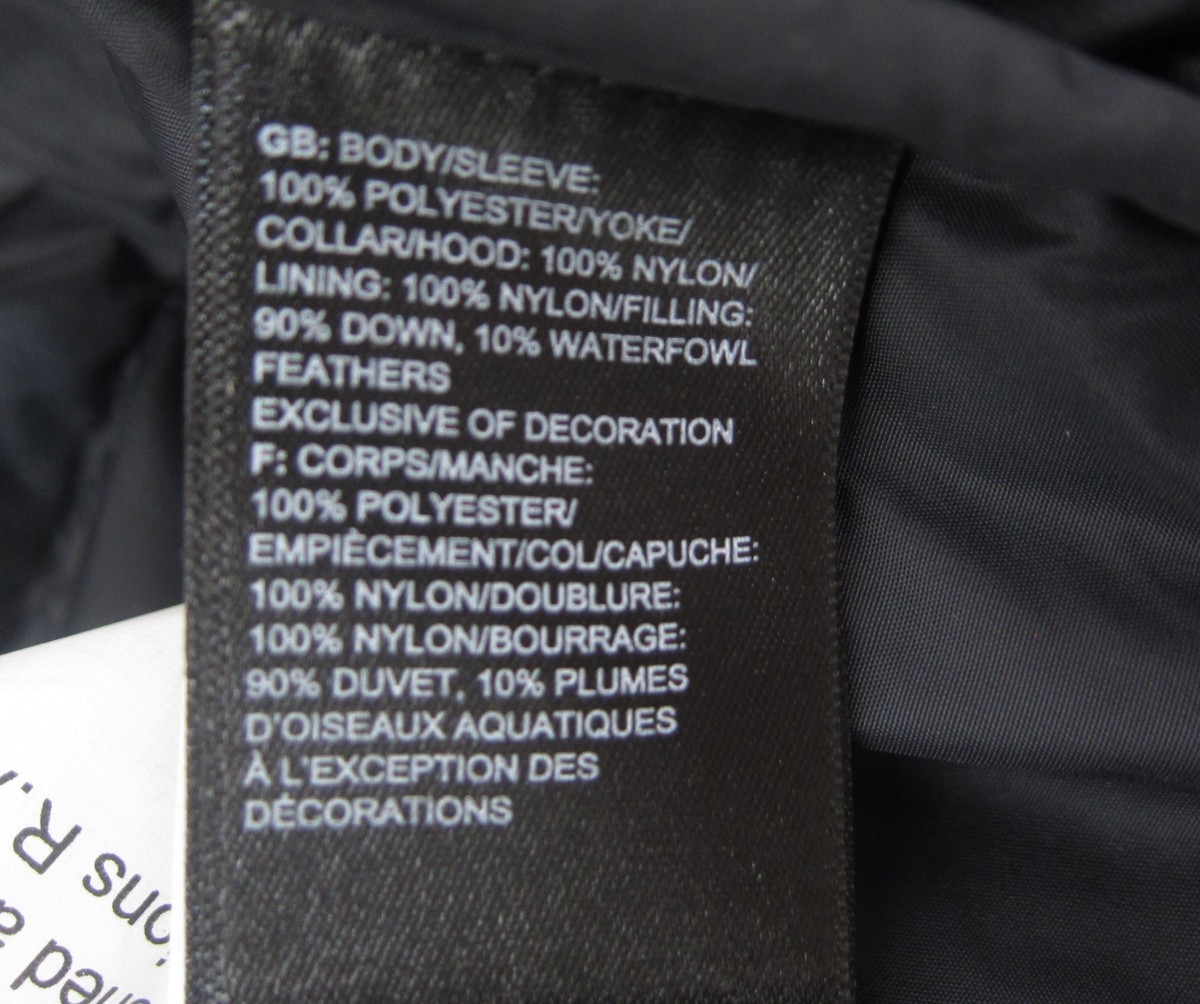 GB: BODY/SLEEVE:
100% POLYESTER/YOKE/
COLLAR/HOOD: 100% NYLON/
LINING: 100% NYLON/FILLING:
90% DOWN, 10% WATERFOWL
FEATHERS
EXCLUSIVE OF DECORATION
F: CORPS/MANCHE:
100% POLYESTER/
EMPIÈCEMENT/COL/CAPUCHE:
100% NYLON/DOUBLURE:
100% NYLON/BOURRAGE:
90% DUVET, 10% PLUMES
D'OISEAUX AQUATIQUES
À L'EXCEPTION DES
DÉCORATIONS